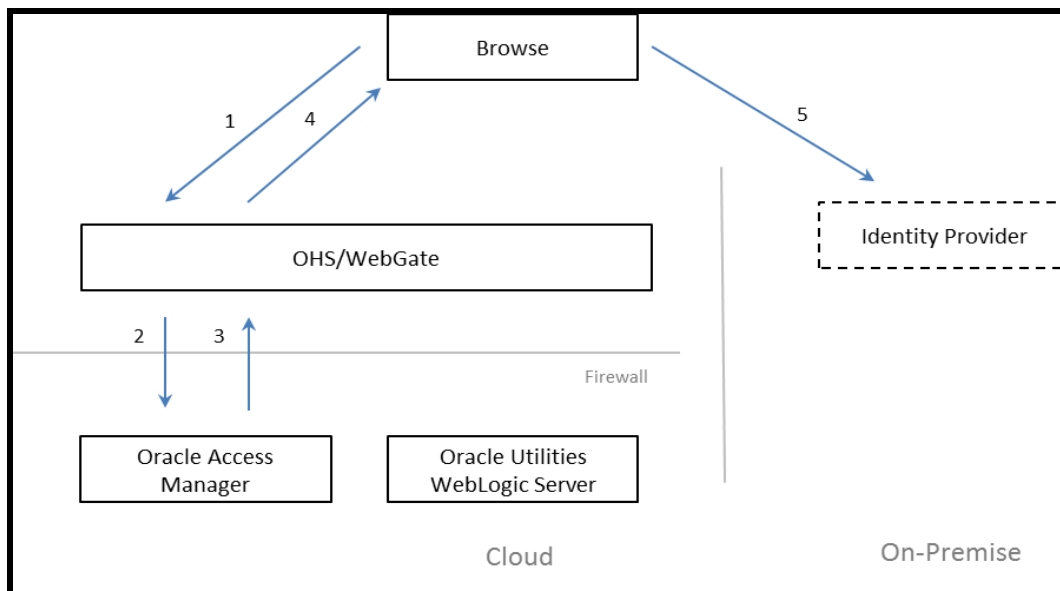 Browse
1
4
5
OHS/WebGate
Identity Provider
2
3
Firewall
Oracle Access
Manager
Oracle Utilities
WebLogic Server
Cloud
On-Premise